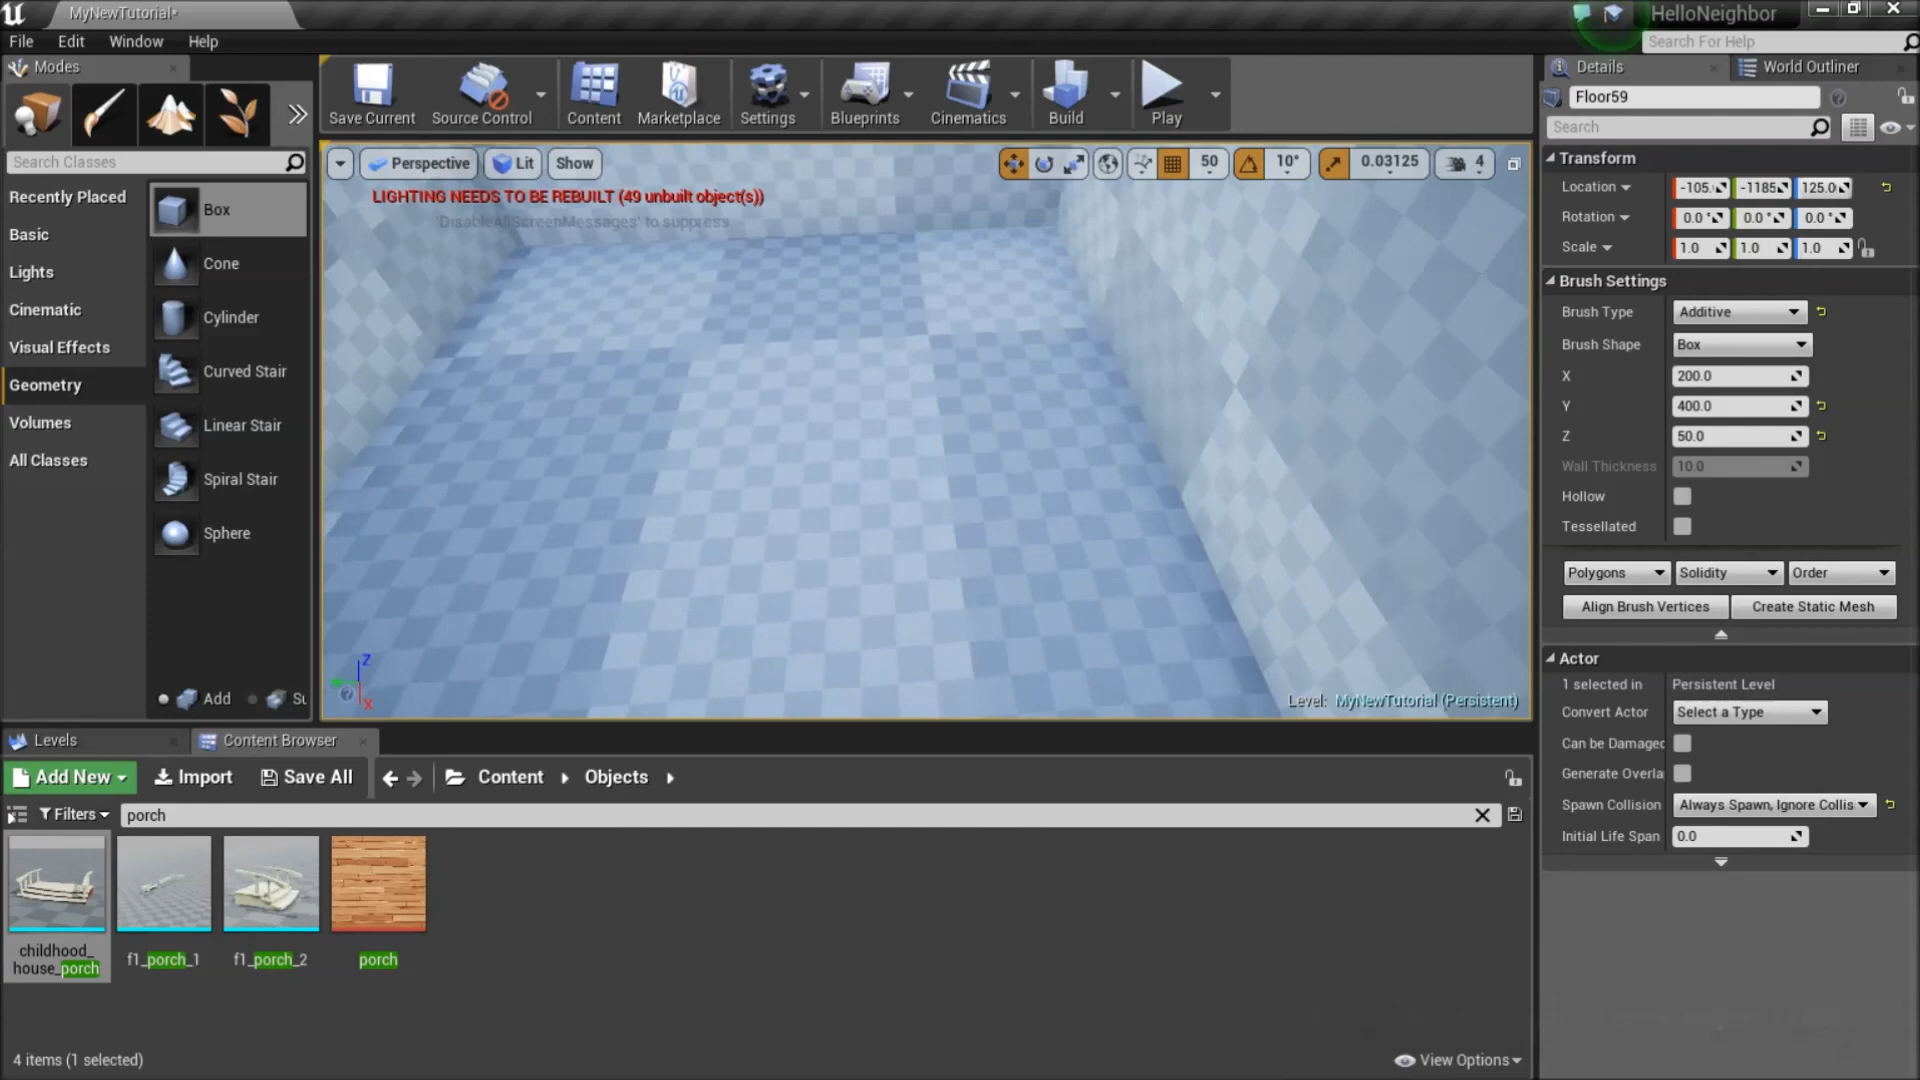 MyNewTutorial*
HelloNeighbor
File Edit Window Help
Search For Help
Modes
Save Current
Source Control
Content
Marketplace
Settings
Blueprints
Cinematics
Build
Play
Search Classes
Recently Placed
Basic
Lights
Cinematic
Visual Effects
Geometry
Volumes
All Classes
Box
Cone
Cylinder
Curved Stair
Linear Stair
Spiral Stair
Sphere
Add
Su
Perspective
Lit
Show
50
10°
0.03125
4
LIGHTING NEEDS TO BE REBUILT (49 unbuilt object(s))
'DisableAllScreenMessages' to suppress
Z
X
Level: MyNewTutorial (Persistent)
Details
World Outliner
Floor59
Search
Transform
Location -105. -1185 125.0
Rotation 0.0 ° 0.0 ° 0.0 °
Scale 1.0 1.0 1.0
Brush Settings
Brush Type Additive
Brush Shape Box
X 200.0
Y 400.0
Z 50.0
Wall Thickness 10.0
Hollow
Tessellated
Polygons Solidity Order
Align Brush Vertices Create Static Mesh
Actor
1 selected in Persistent Level
Convert Actor Select a Type
Can be Damaged
Generate Overla
Spawn Collision Always Spawn, Ignore Collis
Initial Life Span 0.0
Levels
Content Browser
Add New Import Save All Content Objects
Filters porch
childhood_
house_porch
f1_porch_1
f1_porch_2
porch
4 items (1 selected)
View Options